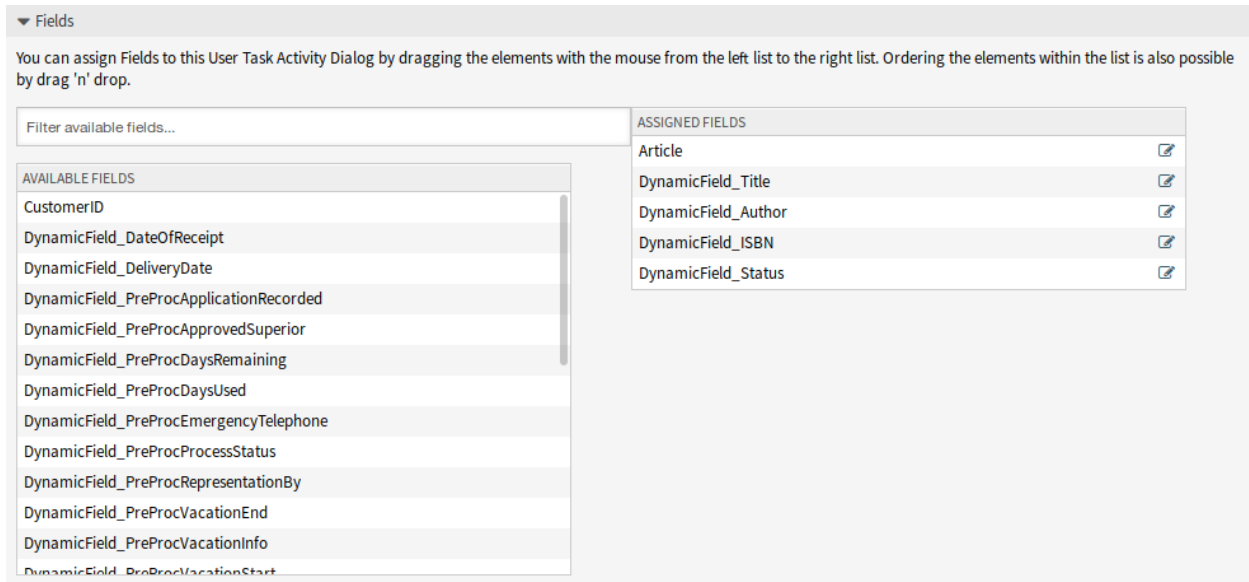 Fields
You can assign Fields to this User Task Activity Dialog by dragging the elements with the mouse from the left list to the right list. Ordering the elements within the list is also possible
by drag 'n' drop.
Filter available fields...
AVAILABLE FIELDS
CustomerID
DynamicField_DateOfReceipt
DynamicField_DeliveryDate
DynamicField_PreProcApplicationRecorded
DynamicField_PreProcApprovedSuperior
DynamicField_PreProcDaysRemaining
DynamicField_PreProcDaysUsed
DynamicField_PreProcEmergencyTelephone
DynamicField_PreProcProcessStatus
DynamicField_PreProcRepresentationBy
DynamicField_PreProcVacationEnd
DynamicField_PreProcVacationInfo
DynamicField_PreProcVacationStart
ASSIGNED FIELDS
Article
DynamicField_Title
DynamicField_Author
DynamicField_ISBN
DynamicField_Status